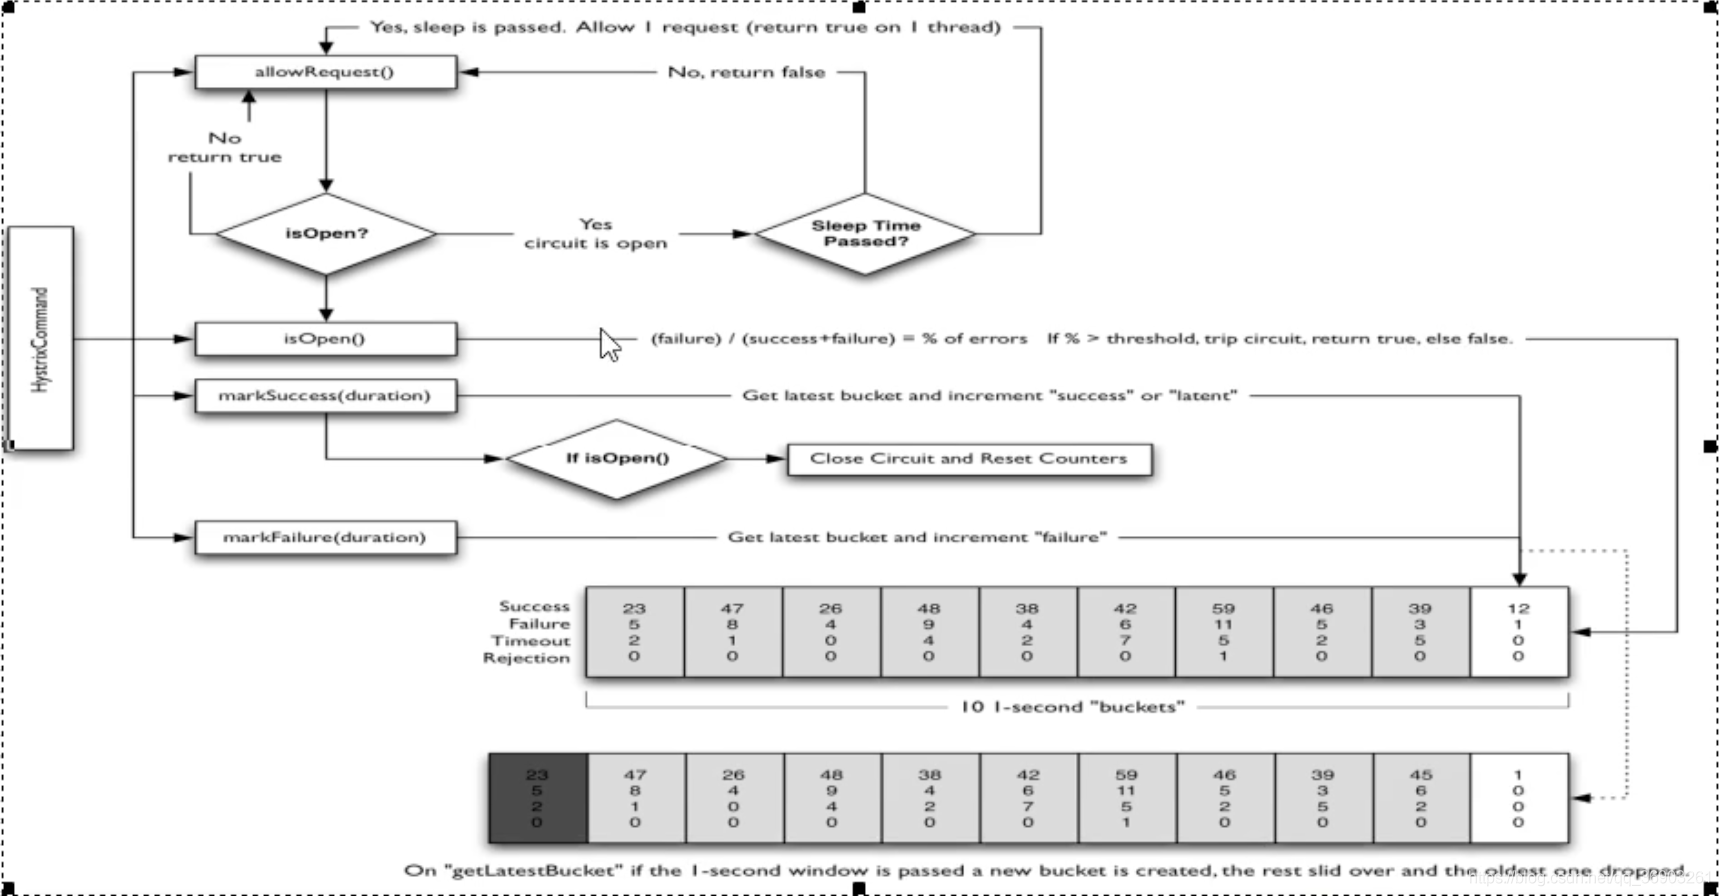 Yes, sleep is passed. Allow 1 request (return true on 1 thread)
allowRequest()
No, return false
No
return true
isOpen?
Yes
circuit is open
Sleep Time
Passed?
HystrixCommand
isOpen()
(failure) / (success+failure) = % of errors If % > threshold, trip circuit, return true, else false.
markSuccess(duration)
Get latest bucket and increment "success" or "latent"
If isOpen()
Close Circuit and Reset Counters
markFailure(duration)
Get latest bucket and increment "failure"
Success 23 47 26 48 38 42 59 46 39 12
Failure 5 8 4 9 4 6 11 5 3 1
Timeout 2 1 0 4 2 7 5 2 5 0
Rejection 0 0 0 0 0 0 1 0 0 0
10 1-second "buckets"
23 47 26 48 38 42 59 46 39 45 1
5 8 4 9 4 6 11 5 3 6 0
2 1 0 4 2 7 5 2 5 2 0
0 0 0 0 0 0 1 0 0 0 0
On "getLatestBucket" if the 1-second window is passed a new bucket is created, the rest slid over and the oldest one dropped.